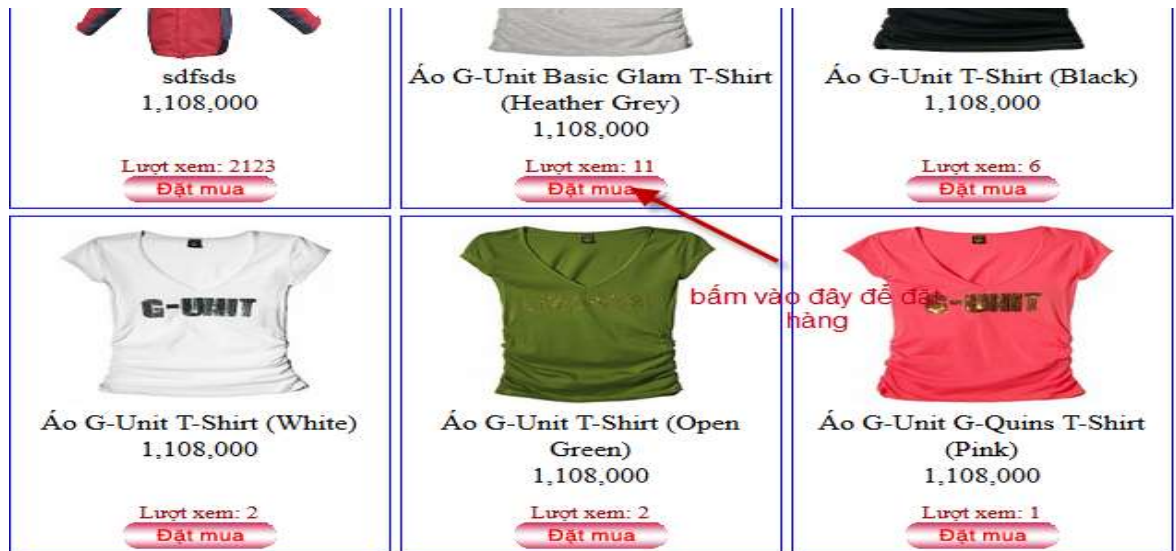 sdfsds
1,108,000
Lượt xem: 2123
Đặt mua
Áo G-Unit Basic Glam T-Shirt
(Heather Grey)
1,108,000
Lượt xem: 11
Đặt mua
Áo G-Unit T-Shirt (Black)
1,108,000
Lượt xem: 6
Đặt mua
bấm vào đây để đặt
hàng
G-UNIT
Áo G-Unit T-Shirt (White)
1,108,000
Lượt xem: 2
Đặt mua
Áo G-Unit T-Shirt (Open
Green)
1,108,000
Lượt xem: 2
Đặt mua
G-UNIT
Áo G-Unit G-Quins T-Shirt
(Pink)
1,108,000
Lượt xem: 1
Đặt mua